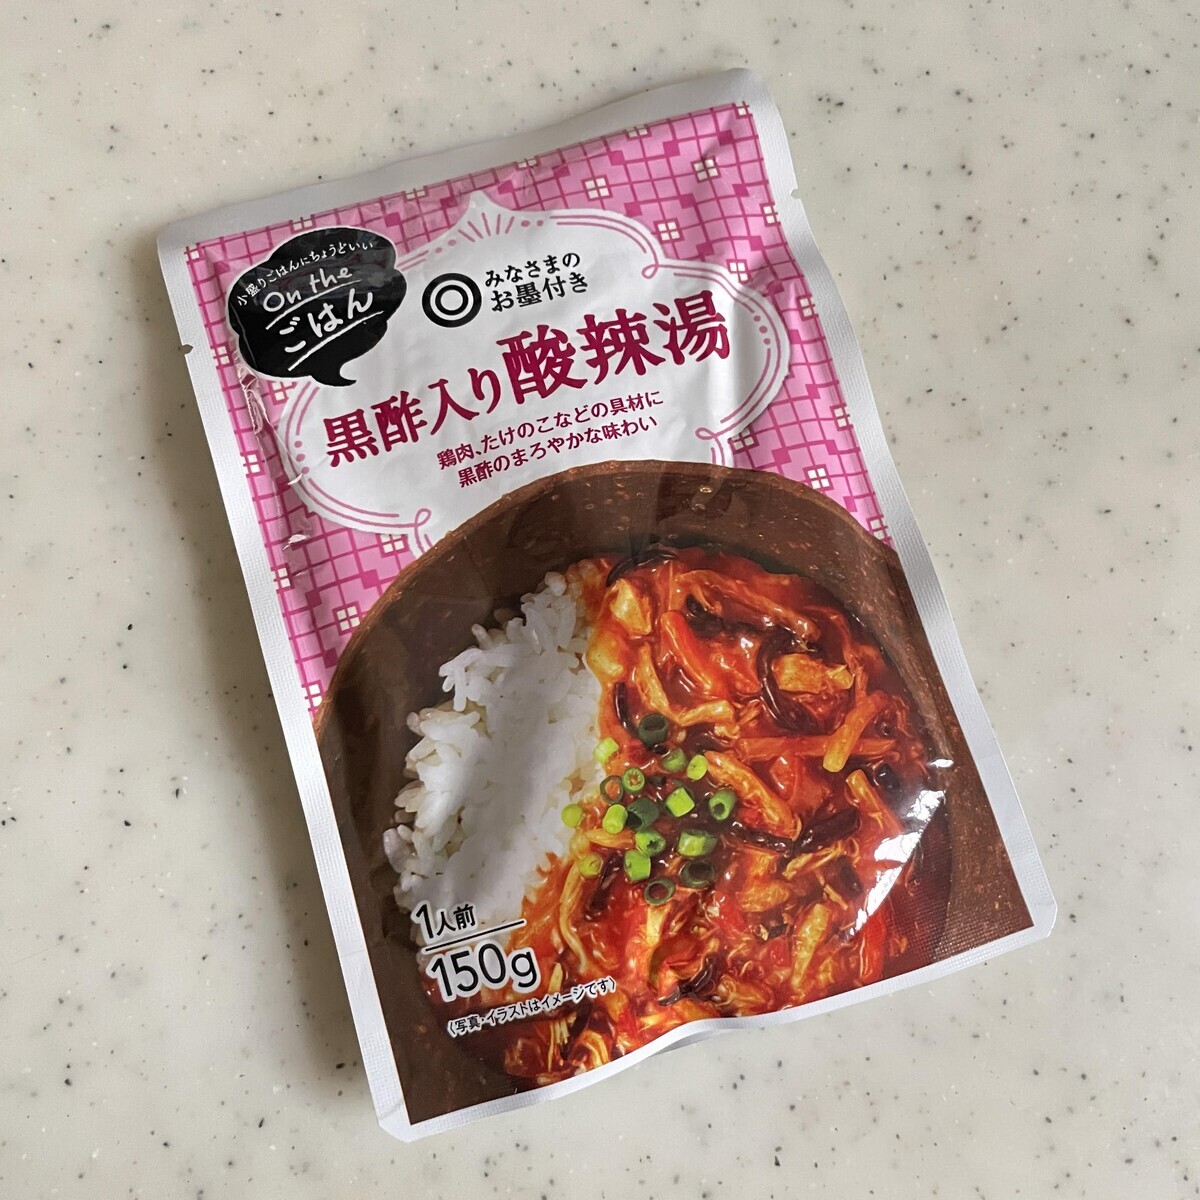 小盛りごはんにちょうどいい
On the
ごはん
みなさまの
お墨付き
黒酢入り酸辣湯
鶏肉、たけのこなどの具材に
黒酢のまろやかな味わい
1人前
150g
(写真・イラストはイメージです)